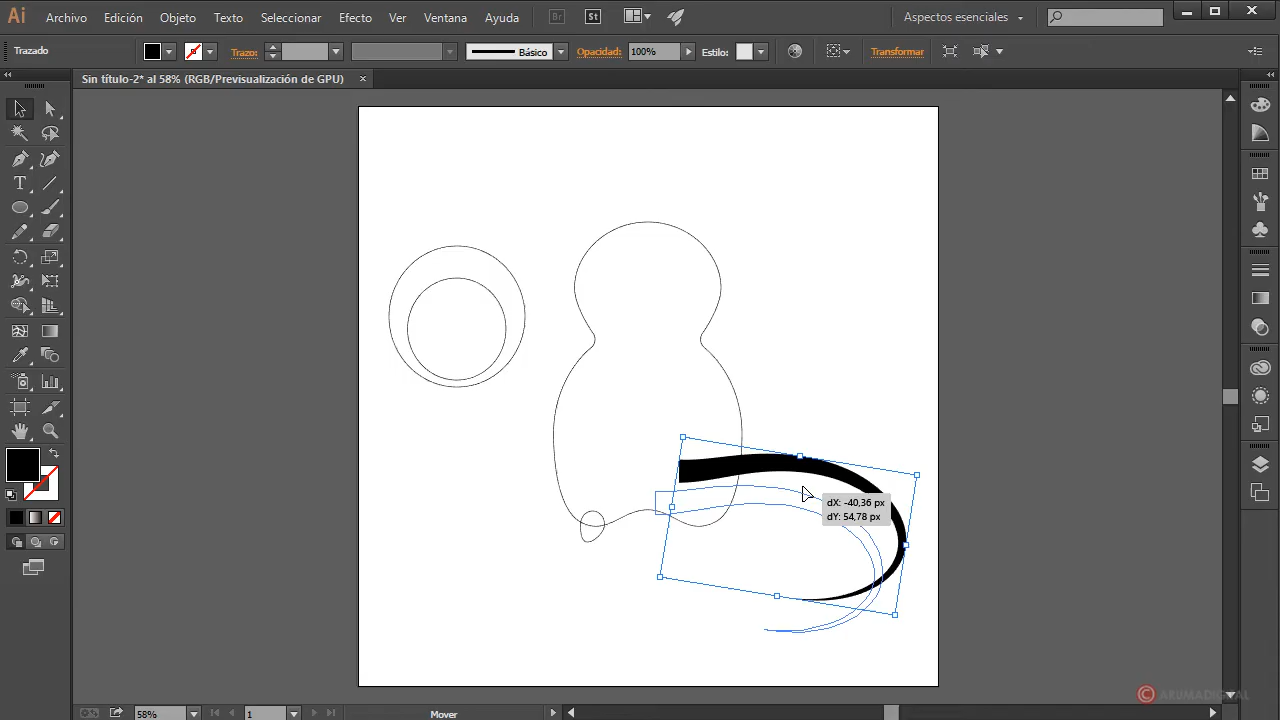 Ai Archivo Edición Objeto Texto Seleccionar Efecto Ver Ventana Ayuda Br St Aspectos esenciales
Trazado Trazo: Básico Opacidad: 100% Estilo: Transformar
Sin título-2* al 58% (RGB/Previsualización de GPU) ×
T
dX: -40,36 px
dY: 54,78 px
© AKUMADIGITAL
58% 1 Mover